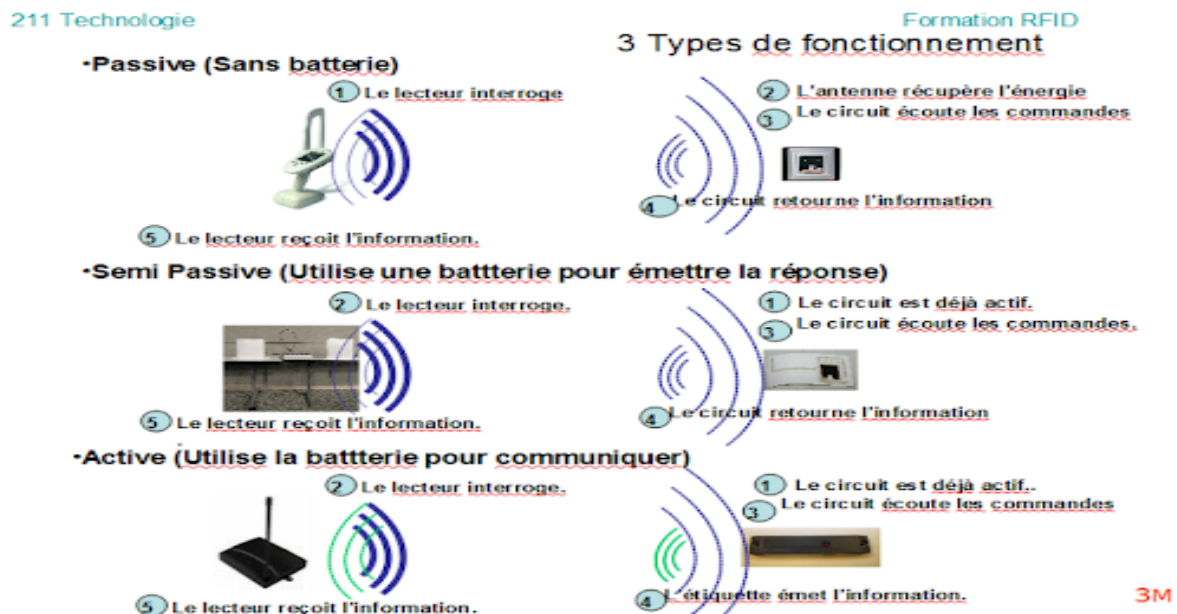 211 Technologie
Formation RFID
3 Types de fonctionnement
•Passive (Sans batterie)
1 Le lecteur interroge
2 L'antenne récupère l'énergie
3 Le circuit écoute les commandes
4 Le circuit retourne l'information
5 Le lecteur reçoit l'information.
•Semi Passive (Utilise une battterie pour émettre la réponse)
2 Le lecteur interroge.
1 Le circuit est déjà actif.
3 Le circuit écoute les commandes.
4 Le circuit retourne l'information
5 Le lecteur reçoit l'information.
•Active (Utilise la battterie pour communiquer)
2 Le lecteur interroge.
1 Le circuit est déjà actif..
3 Le circuit écoute les commandes
4 L'étiquette émet l'information.
5 Le lecteur reçoit l'information.
3M